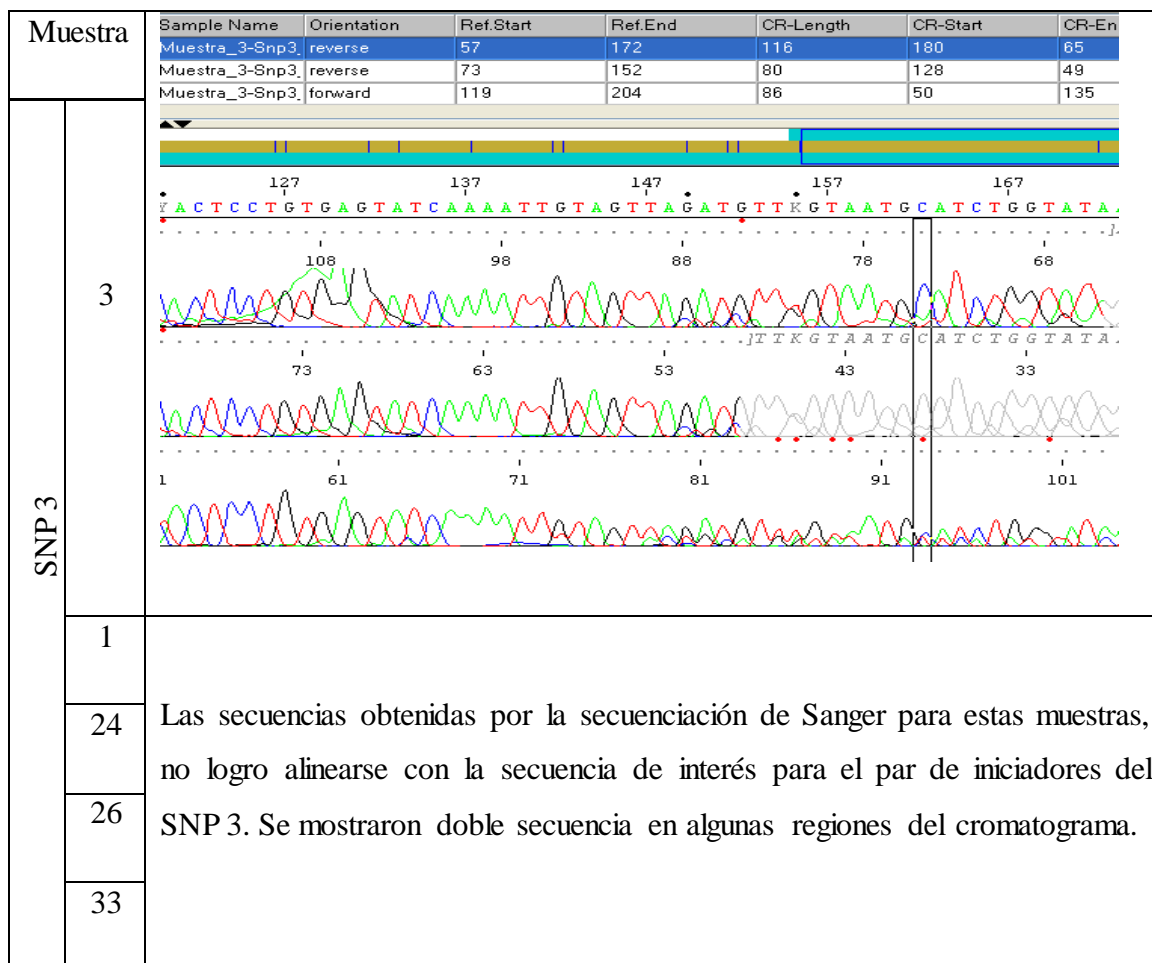 Muestra
Sample Name Orientation Ref.Start Ref.End CR-Length CR-Start CR-En
Muestra_3-Snp3_ reverse 57 172 116 180 65
Muestra_3-Snp3_ reverse 73 152 80 128 49
Muestra_3-Snp3_ forward 119 204 86 50 135
127 137 147 157 167
Y A C T C C T G T G A G T A T C A A A A T T G T A G T T A G A T G T T K G T A A T G C A T C T G G T A T A
108 98 88 78 68
T T K G T A A T G C A T C T G G T A T A
73 63 53 43 33
1 61 71 81 91 101
SNP 3
3
1
24
26
33
Las secuencias obtenidas por la secuenciación de Sanger para estas muestras,
no logro alinearse con la secuencia de interés para el par de iniciadores del
SNP 3. Se mostraron doble secuencia en algunas regiones del cromatograma.